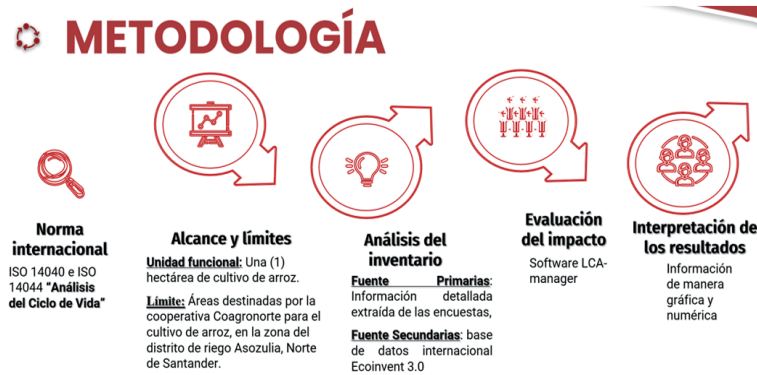 METODOLOGÍA
Norma
internacional
ISO 14040 e ISO
14044 “Análisis
del Ciclo de Vida”
Alcance y límites
Unidad funcional: Una (1)
hectárea de cultivo de arroz.
Límite: Áreas destinadas por la
cooperativa Coagronorte para el
cultivo de arroz, en la zona del
distrito de riego Asozulia, Norte
de Santander.
Análisis del
inventario
Fuente Primarias:
Información detallada
extraída de las encuestas,
Fuente Secundarias: base
de datos internacional
Ecoinvent 3.0
Evaluación
del impacto
Software LCA-
manager
Interpretación de
los resultados
Información
de manera
gráfica y
numérica